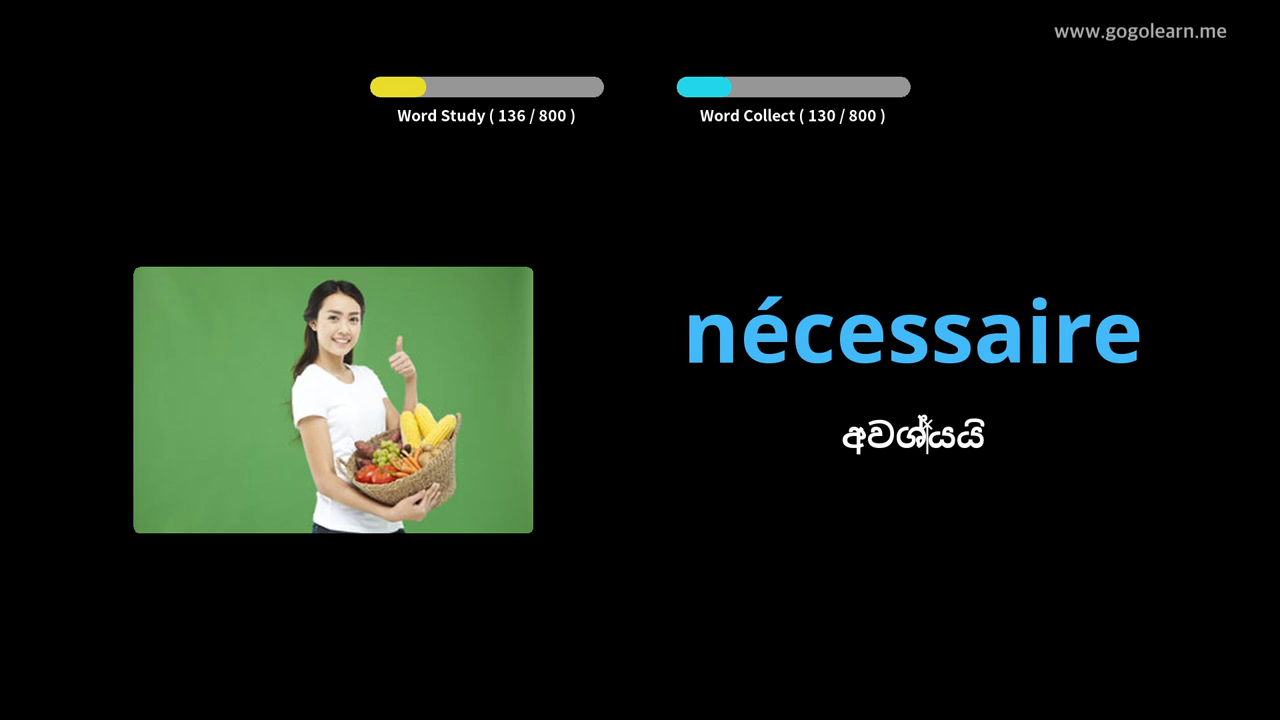 www.gogolearn.me
Word Study ( 136 / 800 )
Word Collect ( 130 / 800 )
nécessaire
අවශ්‍යයි